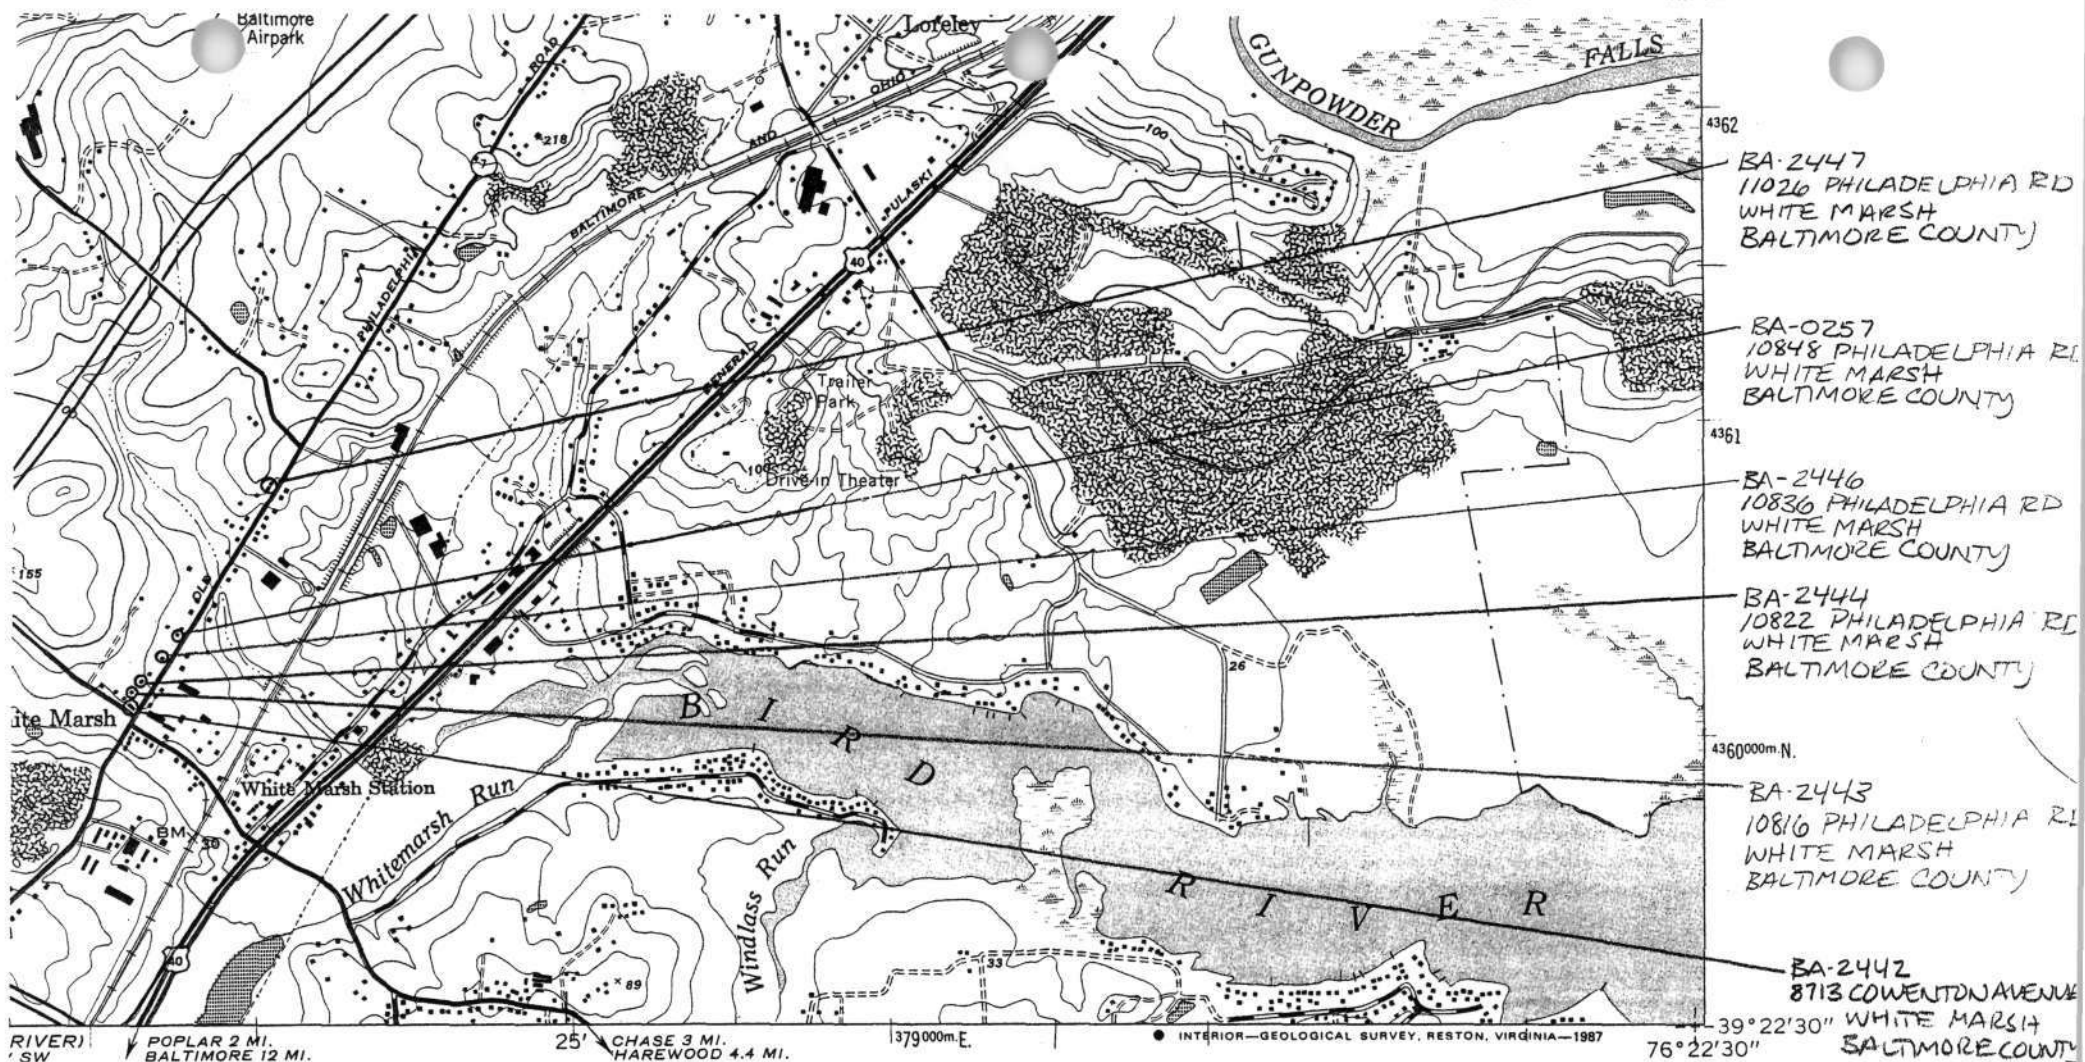 Baltimore
Airpark
Loreley
ROAD
OHIO
AND
BALTIMORE
GUNPOWDER
FALLS
7
218
100
4362
BA-2447
11026 PHILADELPHIA RD
WHITE MARSH
BALTIMORE COUNTY
PULASKI
40
PHILADELPHIA
GENERAL
Trailer
Park
BA-0257
10848 PHILADELPHIA RD
WHITE MARSH
BALTIMORE COUNTY
4361
100
Drive-in Theater
BA-2446
10836 PHILADELPHIA RD
WHITE MARSH
BALTIMORE COUNTY
155
OLD
BA-2444
10822 PHILADELPHIA RD
WHITE MARSH
BALTIMORE COUNTY
26
ite Marsh
BIRD
4360000m.N.
White Marsh Station
Whitemarsh Run
BA-2443
10816 PHILADELPHIA RD
WHITE MARSH
BALTIMORE COUNTY
BM
30
Windlass Run
RIVER
40
89
33
BA-2442
8713 COWENTON AVENUE
WHITE MARSH
BALTIMORE COUNTY
RIVER)
SW
POPLAR 2 MI.
BALTIMORE 12 MI.
25'
CHASE 3 MI.
HAREWOOD 4.4 MI.
379000m.E.
INTERIOR—GEOLOGICAL SURVEY, RESTON, VIRGINIA—1987
39°22'30"
76°22'30"